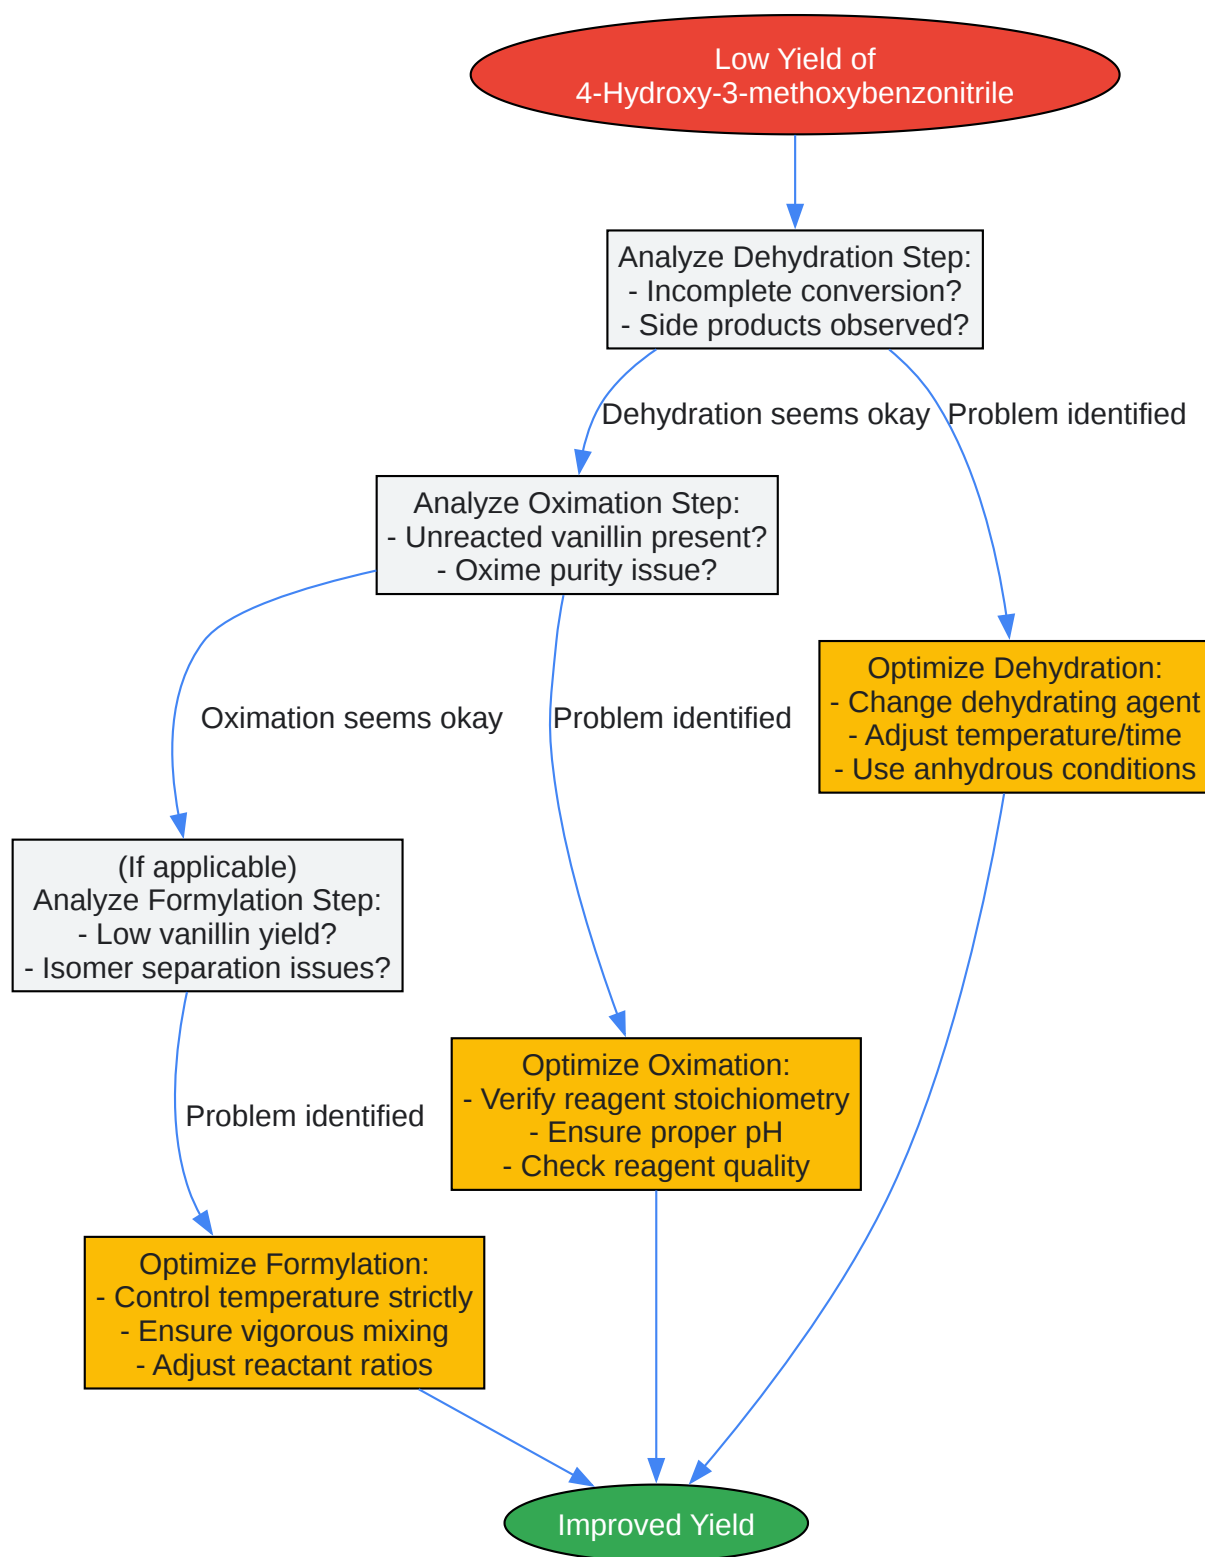 Low Yield of
4-Hydroxy-3-methoxybenzonitrile
Analyze Dehydration Step:
- Incomplete conversion?
- Side products observed?
Dehydration seems okay
Problem identified
Analyze Oximation Step:
- Unreacted vanillin present?
- Oxime purity issue?
Optimize Dehydration:
- Change dehydrating agent
- Adjust temperature/time
- Use anhydrous conditions
Oximation seems okay
Problem identified
(If applicable)
Analyze Formylation Step:
- Low vanillin yield?
- Isomer separation issues?
Optimize Oximation:
- Verify reagent stoichiometry
- Ensure proper pH
- Check reagent quality
Problem identified
Optimize Formylation:
- Control temperature strictly
- Ensure vigorous mixing
- Adjust reactant ratios
Improved Yield